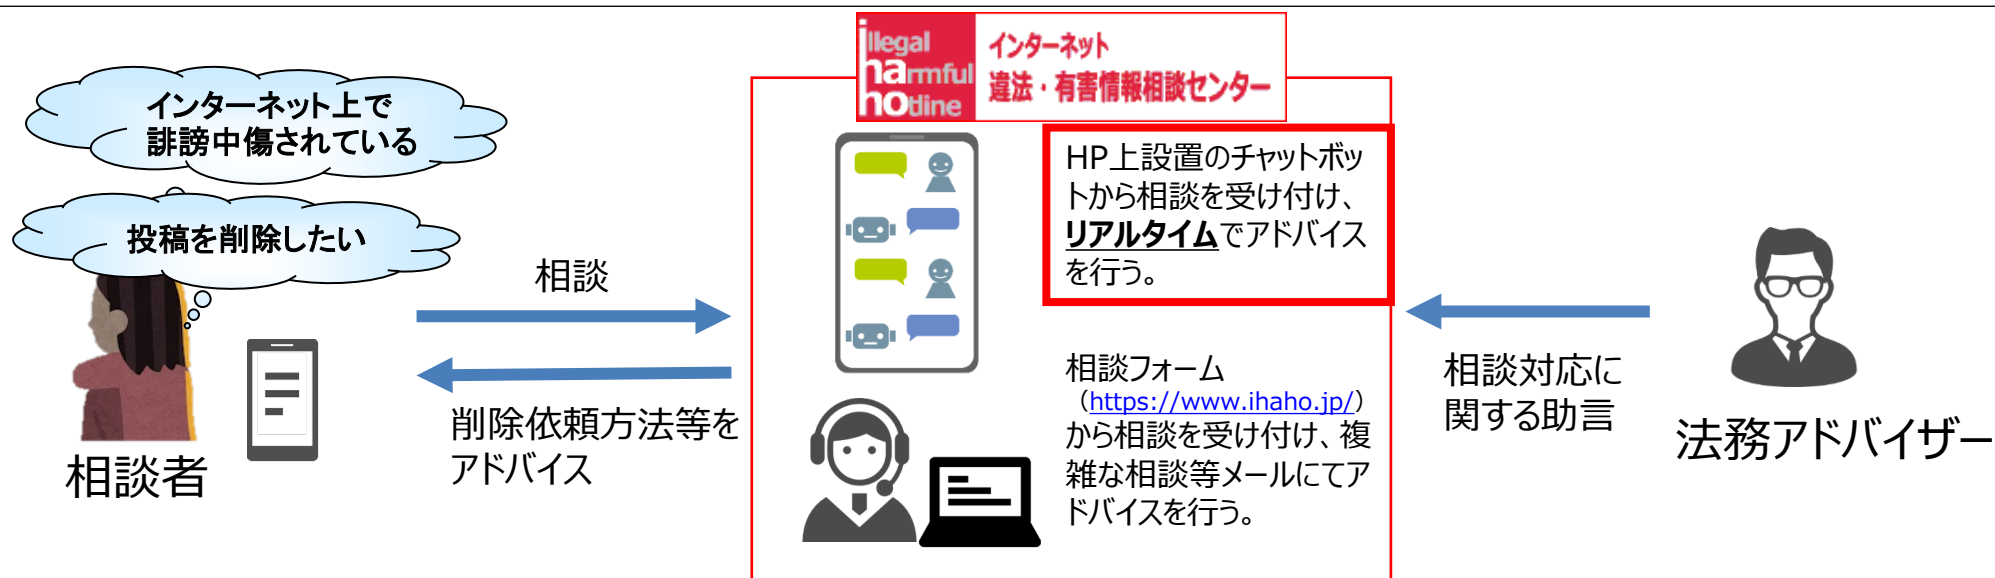 illegal
harmful
hotline
インターネット
違法・有害情報相談センター
インターネット上で
誹謗中傷されている
投稿を削除したい
相談者
相談
削除依頼方法等を
アドバイス
HP上設置のチャットボッ
トから相談を受け付け、
リアルタイムでアドバイス
を行う。
相談フォーム
（https://www.ihaho.jp/）
から相談を受け付け、複
雑な相談等メールにてア
ドバイスを行う。
相談対応に
関する助言
法務アドバイザー